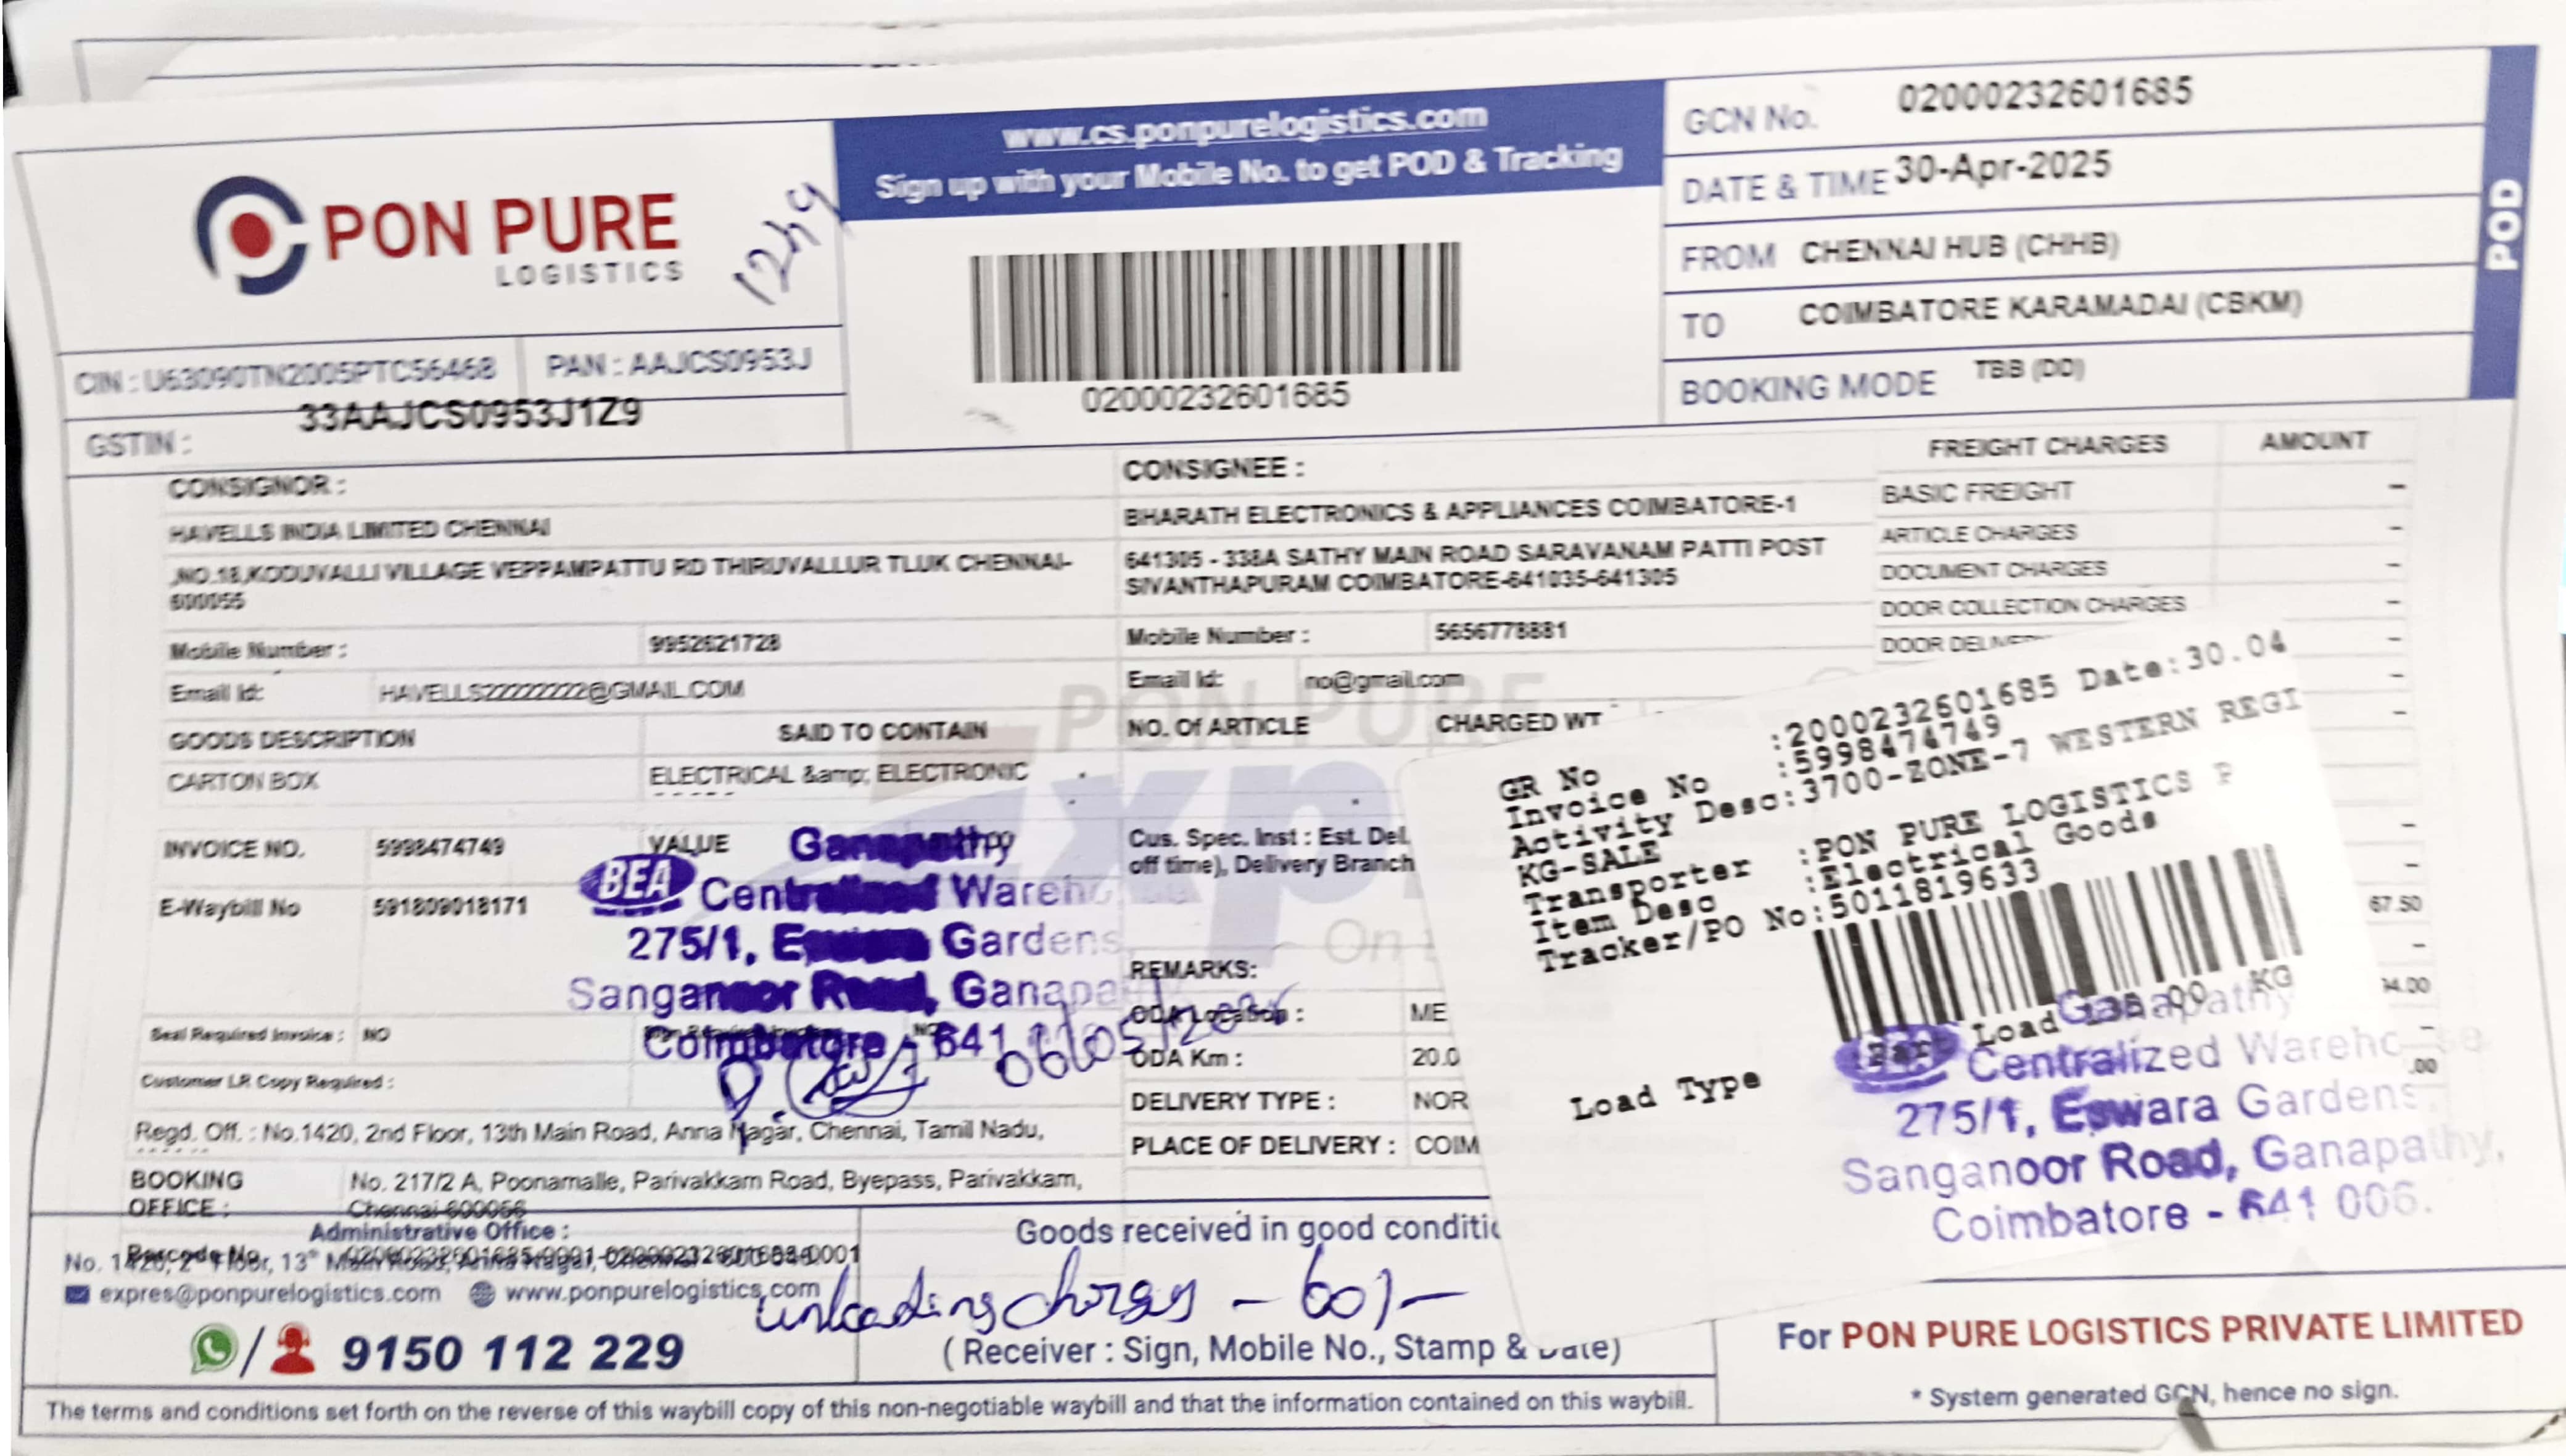 www.cs.ponpurelogistics.com
Sign up with your Mobile No. to get POD & Tracking
PON PURE
LOGISTICS
1249
CIN : U63090TN2005PTC56468
PAN : AAJCS0953J
GSTIN :
33AAJCS0953J1Z9
02000232601685
GCN No.
02000232601685
DATE & TIME 30-Apr-2025
FROM CHENNAI HUB (CHHB)
TO COIMBATORE KARAMADAI (CBKM)
BOOKING MODE TBB (DD)
POD
CONSIGNOR :
HAVELLS INDIA LIMITED CHENNAI
,NO.18,KODUVALLI VILLAGE VEPPAMPATTU RD THIRUVALLUR TLUK CHENNAI-
600055
Mobile Number : 9952621728
Email Id: HAVELLS22222222@GMAIL.COM
GOODS DESCRIPTION SAID TO CONTAIN
CARTON BOX ELECTRICAL &amp; ELECTRONIC
INVOICE NO. 5998474749 VALUE
E-Waybill No 591809018171
Seal Required Invoice : NO
Customer LR Copy Required :
Ganapathy
BEA Centralized Wareho
275/1, Eswara Gardens
Sanganoor Road, Ganapa
Coimbatore - 641
Regd. Off. : No.1420, 2nd Floor, 13th Main Road, Anna Nagar, Chennai, Tamil Nadu,
BOOKING
OFFICE :
No. 217/2 A, Poonamalle, Parivakkam Road, Byepass, Parivakkam,
Chennai-600056
CONSIGNEE :
BHARATH ELECTRONICS & APPLIANCES COIMBATORE-1
641305 - 338A SATHY MAIN ROAD SARAVANAM PATTI POST
SIVANTHAPURAM COIMBATORE-641035-641305
Mobile Number : 5656778881
Email Id: no@gmail.com
NO. Of ARTICLE CHARGED WT
Cus. Spec. Inst : Est. Del.
off time), Delivery Branch
REMARKS:
ODA Location : ME
ODA Km : 20.0
DELIVERY TYPE : NOR
PLACE OF DELIVERY : COIM
FREIGHT CHARGES AMOUNT
BASIC FREIGHT -
ARTICLE CHARGES -
DOCUMENT CHARGES -
DOOR COLLECTION CHARGES -
67.50
.00
GR No :2000232601685 Date:30.04
Invoice No :5998474749
Activity Desc:3700-ZONE-7 WESTERN REGI
KG-SALE
Transporter :PON PURE LOGISTICS P
Item Desc :Electrical Goods
Tracker/PO No:5011819633
KG
Load Type :Part Load
Ganapathy
Centralized Wareho
275/1, Eswara Gardens,
Sanganoor Road, Ganapathy,
Coimbatore - 641 006.
Administrative Office :
expres@ponpurelogistics.com www.ponpurelogistics.com
9150 112 229
Goods received in good conditi
unloading charges - 60/-
( Receiver : Sign, Mobile No., Stamp & Date)
For PON PURE LOGISTICS PRIVATE LIMITED
* System generated GCN, hence no sign.
The terms and conditions set forth on the reverse of this waybill copy of this non-negotiable waybill and that the information contained on this waybill.